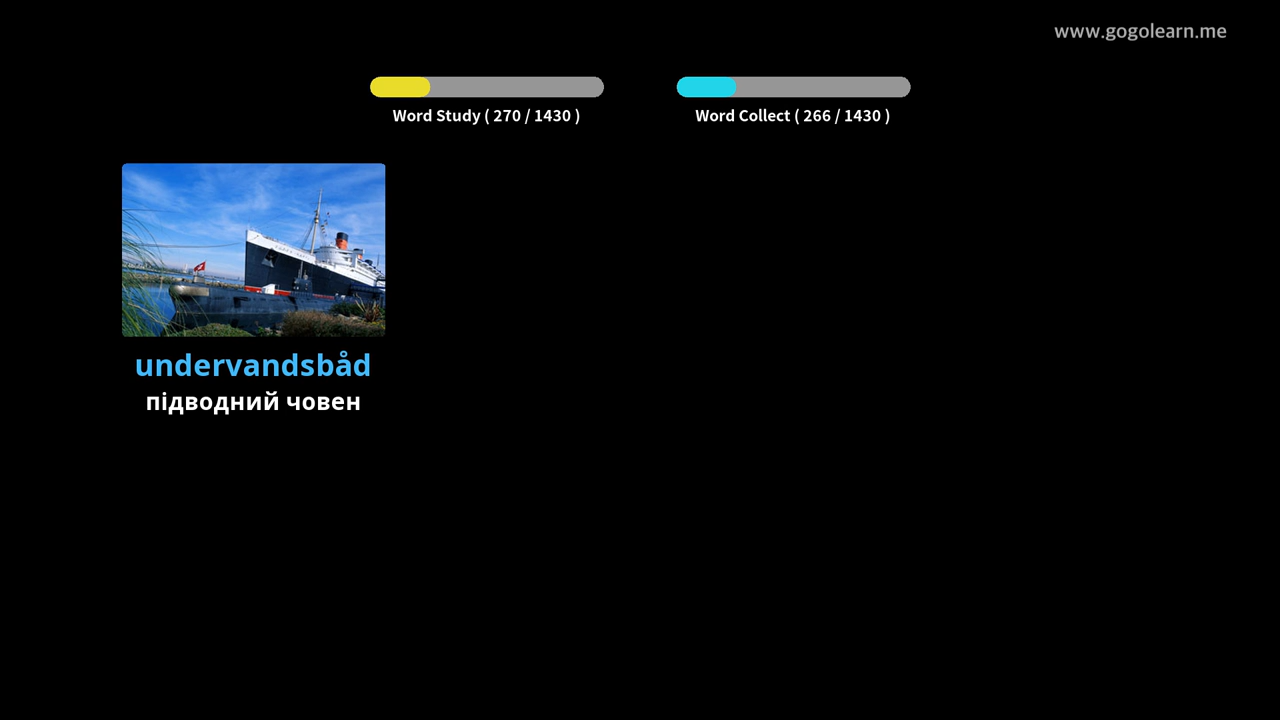 www.gogolearn.me
Word Study ( 270 / 1430 )
Word Collect ( 266 / 1430 )
undervandsbåd
підводний човен